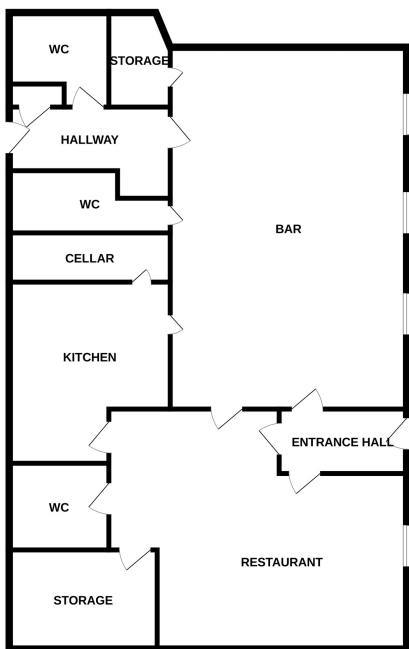 WC
STORAGE
HALLWAY
WC
BAR
CELLAR
KITCHEN
ENTRANCE HALL
WC
RESTAURANT
STORAGE